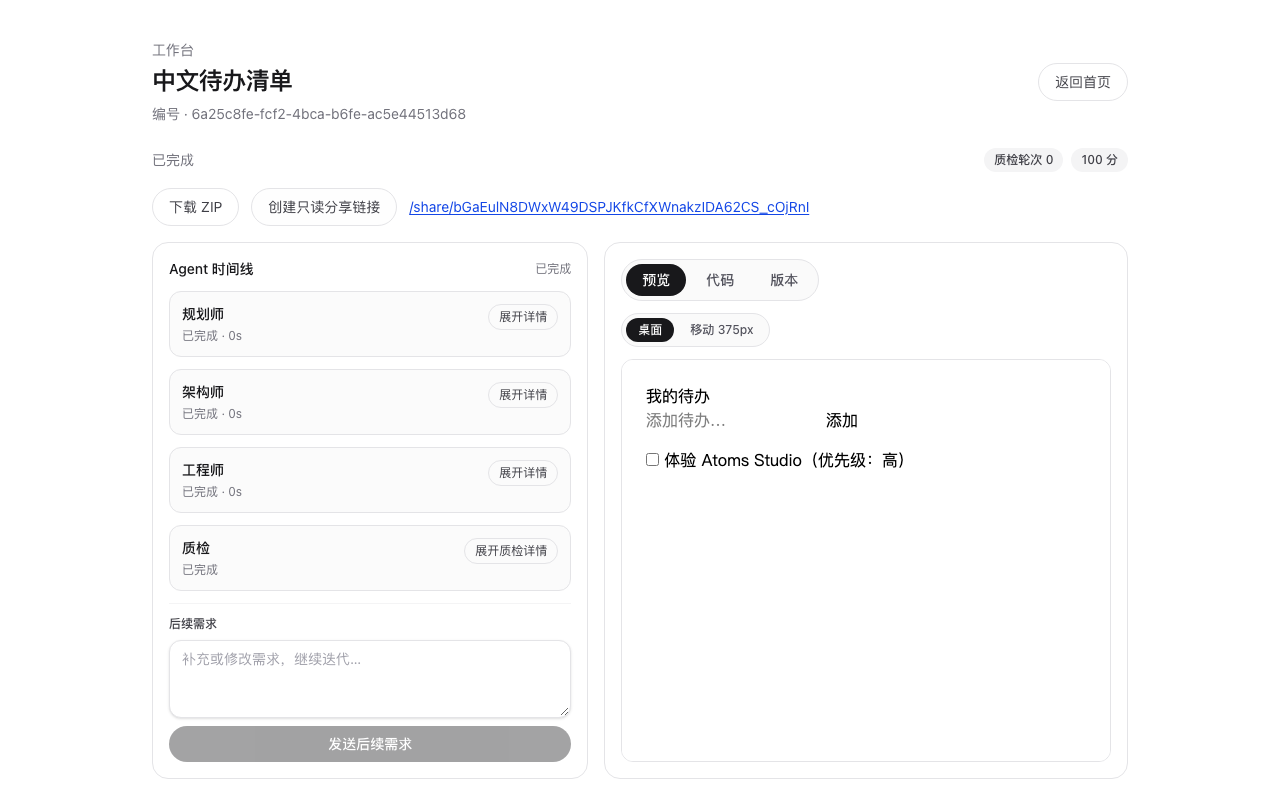 工作台
中文待办清单
返回首页
编号 · 6a25c8fe-fcf2-4bca-b6fe-ac5e44513d68
已完成
质检轮次 0
100 分
下载 ZIP
创建只读分享链接
/share/bGaEulN8DWxW49DSPJKfkCfXWnakzIDA62CS_cOjRnI
Agent 时间线
已完成
规划师
已完成 · 0s
展开详情
架构师
已完成 · 0s
展开详情
工程师
已完成 · 0s
展开详情
质检
已完成
展开质检详情
后续需求
补充或修改需求，继续迭代...
发送后续需求
预览
代码
版本
桌面
移动 375px
我的待办
添加待办...
添加
体验 Atoms Studio（优先级：高）